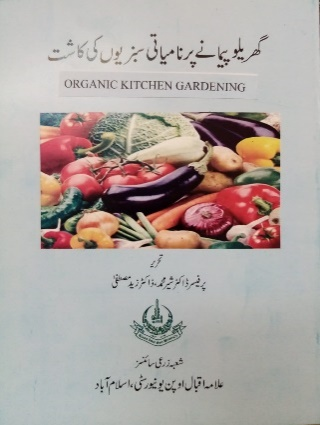 گھریلو پیمانے پر نامیاتی سبزیوں کی کاشت
ORGANIC KITCHEN GARDENING
تحریر
پروفیسر ڈاکٹر شیر محمد، ڈاکٹر زید مصطفیٰ
شعبہ زرعی سائنسز
علامہ اقبال اوپن یونیورسٹی، اسلام آباد